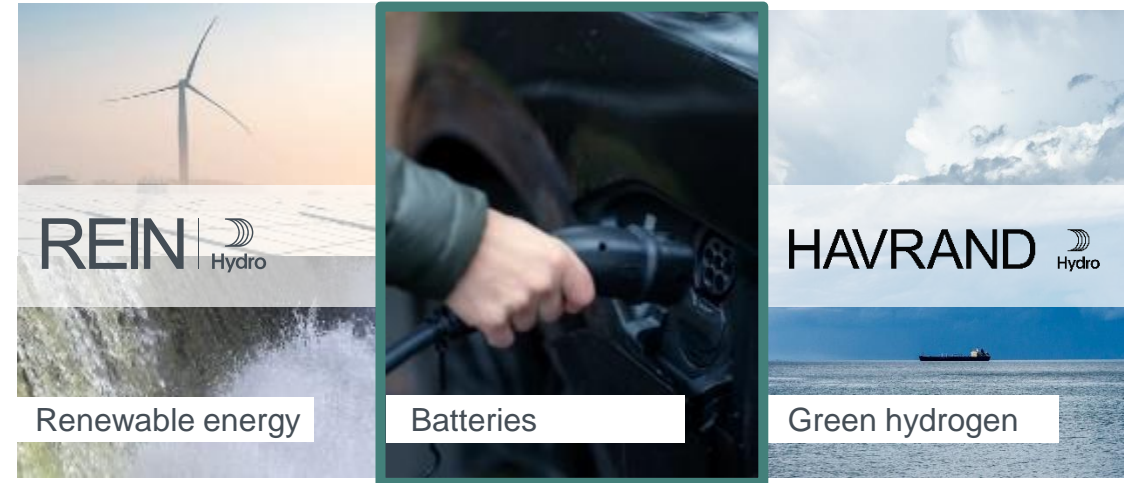 REIN
Hydro
Renewable energy
Batteries
HAVRAND
Hydro
Green hydrogen